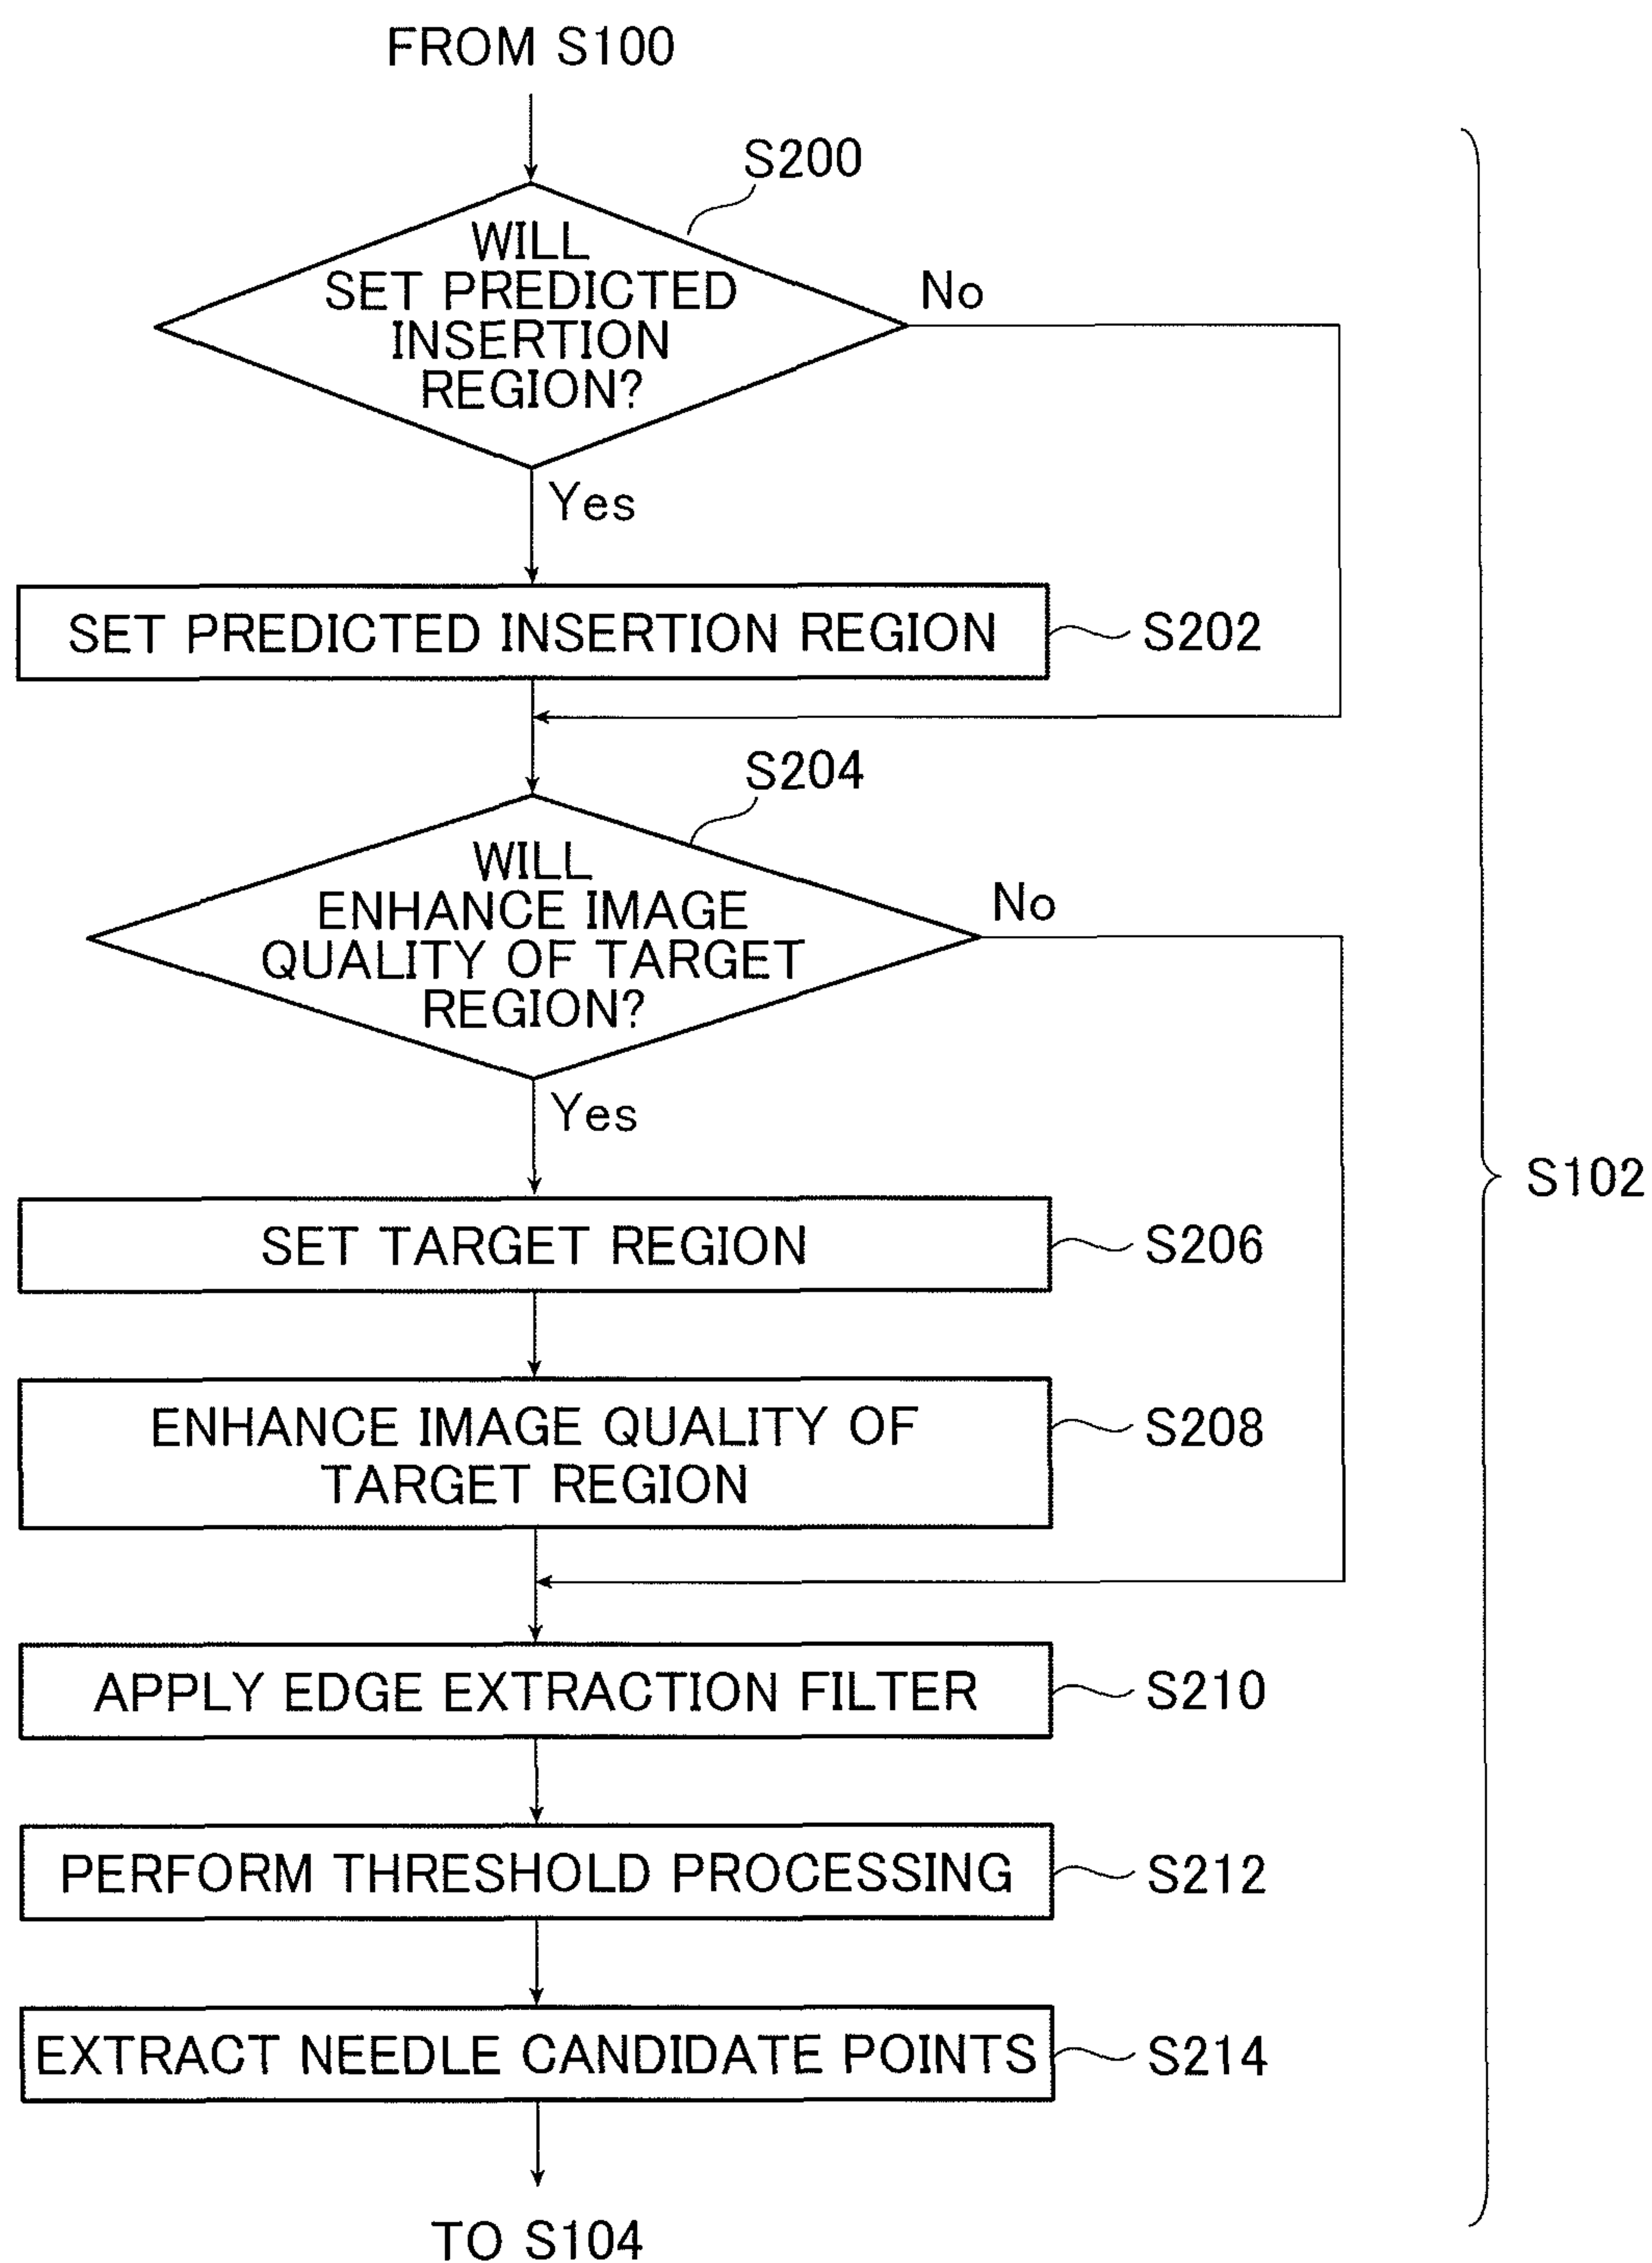 FROM S100
S200
WILL
SET PREDICTED
INSERTION
REGION?
No
Yes
SET PREDICTED INSERTION REGION
S202
S204
WILL
ENHANCE IMAGE
QUALITY OF TARGET
REGION?
No
Yes
S102
SET TARGET REGION
S206
ENHANCE IMAGE QUALITY OF
TARGET REGION
S208
APPLY EDGE EXTRACTION FILTER
S210
PERFORM THRESHOLD PROCESSING
S212
EXTRACT NEEDLE CANDIDATE POINTS
S214
TO S104